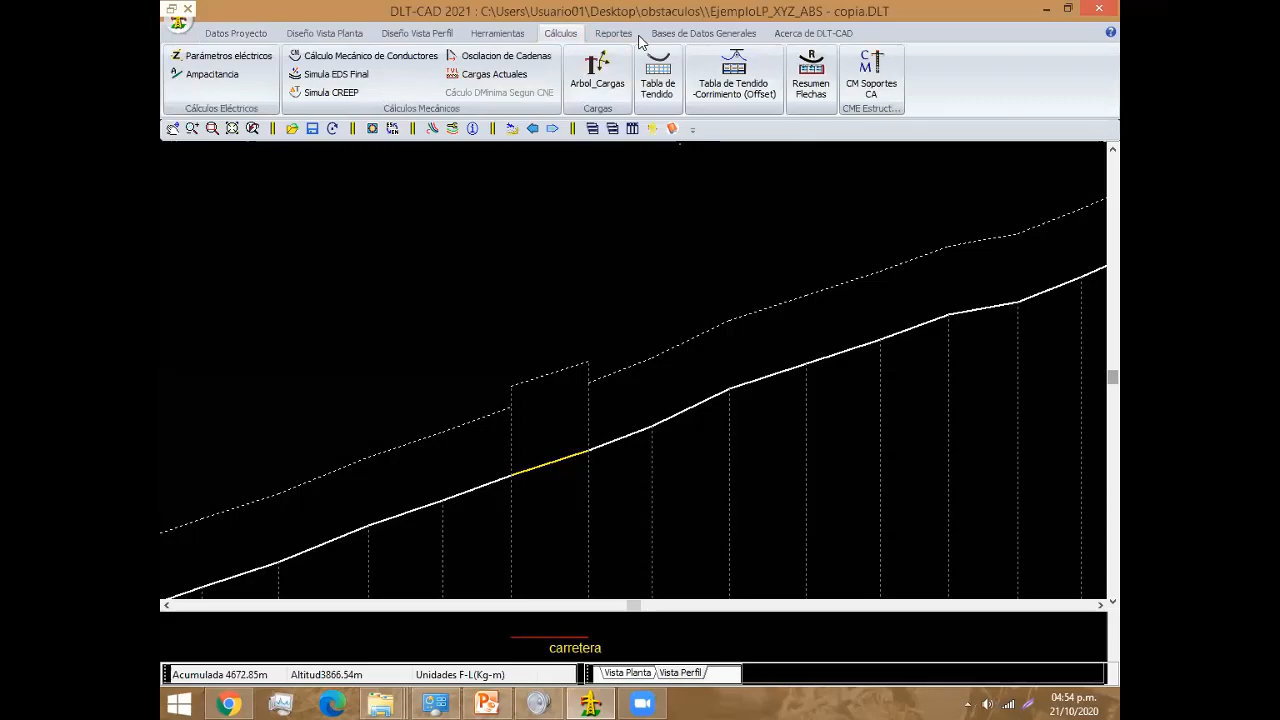 DLT-CAD 2021 : C:\Users\Usuario01\Desktop\obstaculos\\EjemploLP_XYZ_ABS - copia.DLT
Datos Proyecto Diseño Vista Planta Diseño Vista Perfil Herramientas Cálculos Reportes Bases de Datos Generales Acerca de DLT-CAD
Parámetros eléctricos
Ampacitancia
Cálculos Eléctricos
Cálculo Mecánico de Conductores
Simula EDS Final
Simula CREEP
Oscilacion de Cadenas
Cargas Actuales
Cáculo DMínima Segun CNE
Cálculos Mecánicos
Arbol_Cargas
Cargas
Tabla de
Tendido
Tabla de Tendido
-Corrimiento (Offset)
Resumen
Flechas
CM Soportes
CA
CME Estruct...
carretera
Acumulada 4672.85m Altitud3866.54m Unidades F-L(Kg-m) Vista Planta Vista Perfil
04:54 p.m.
21/10/2020